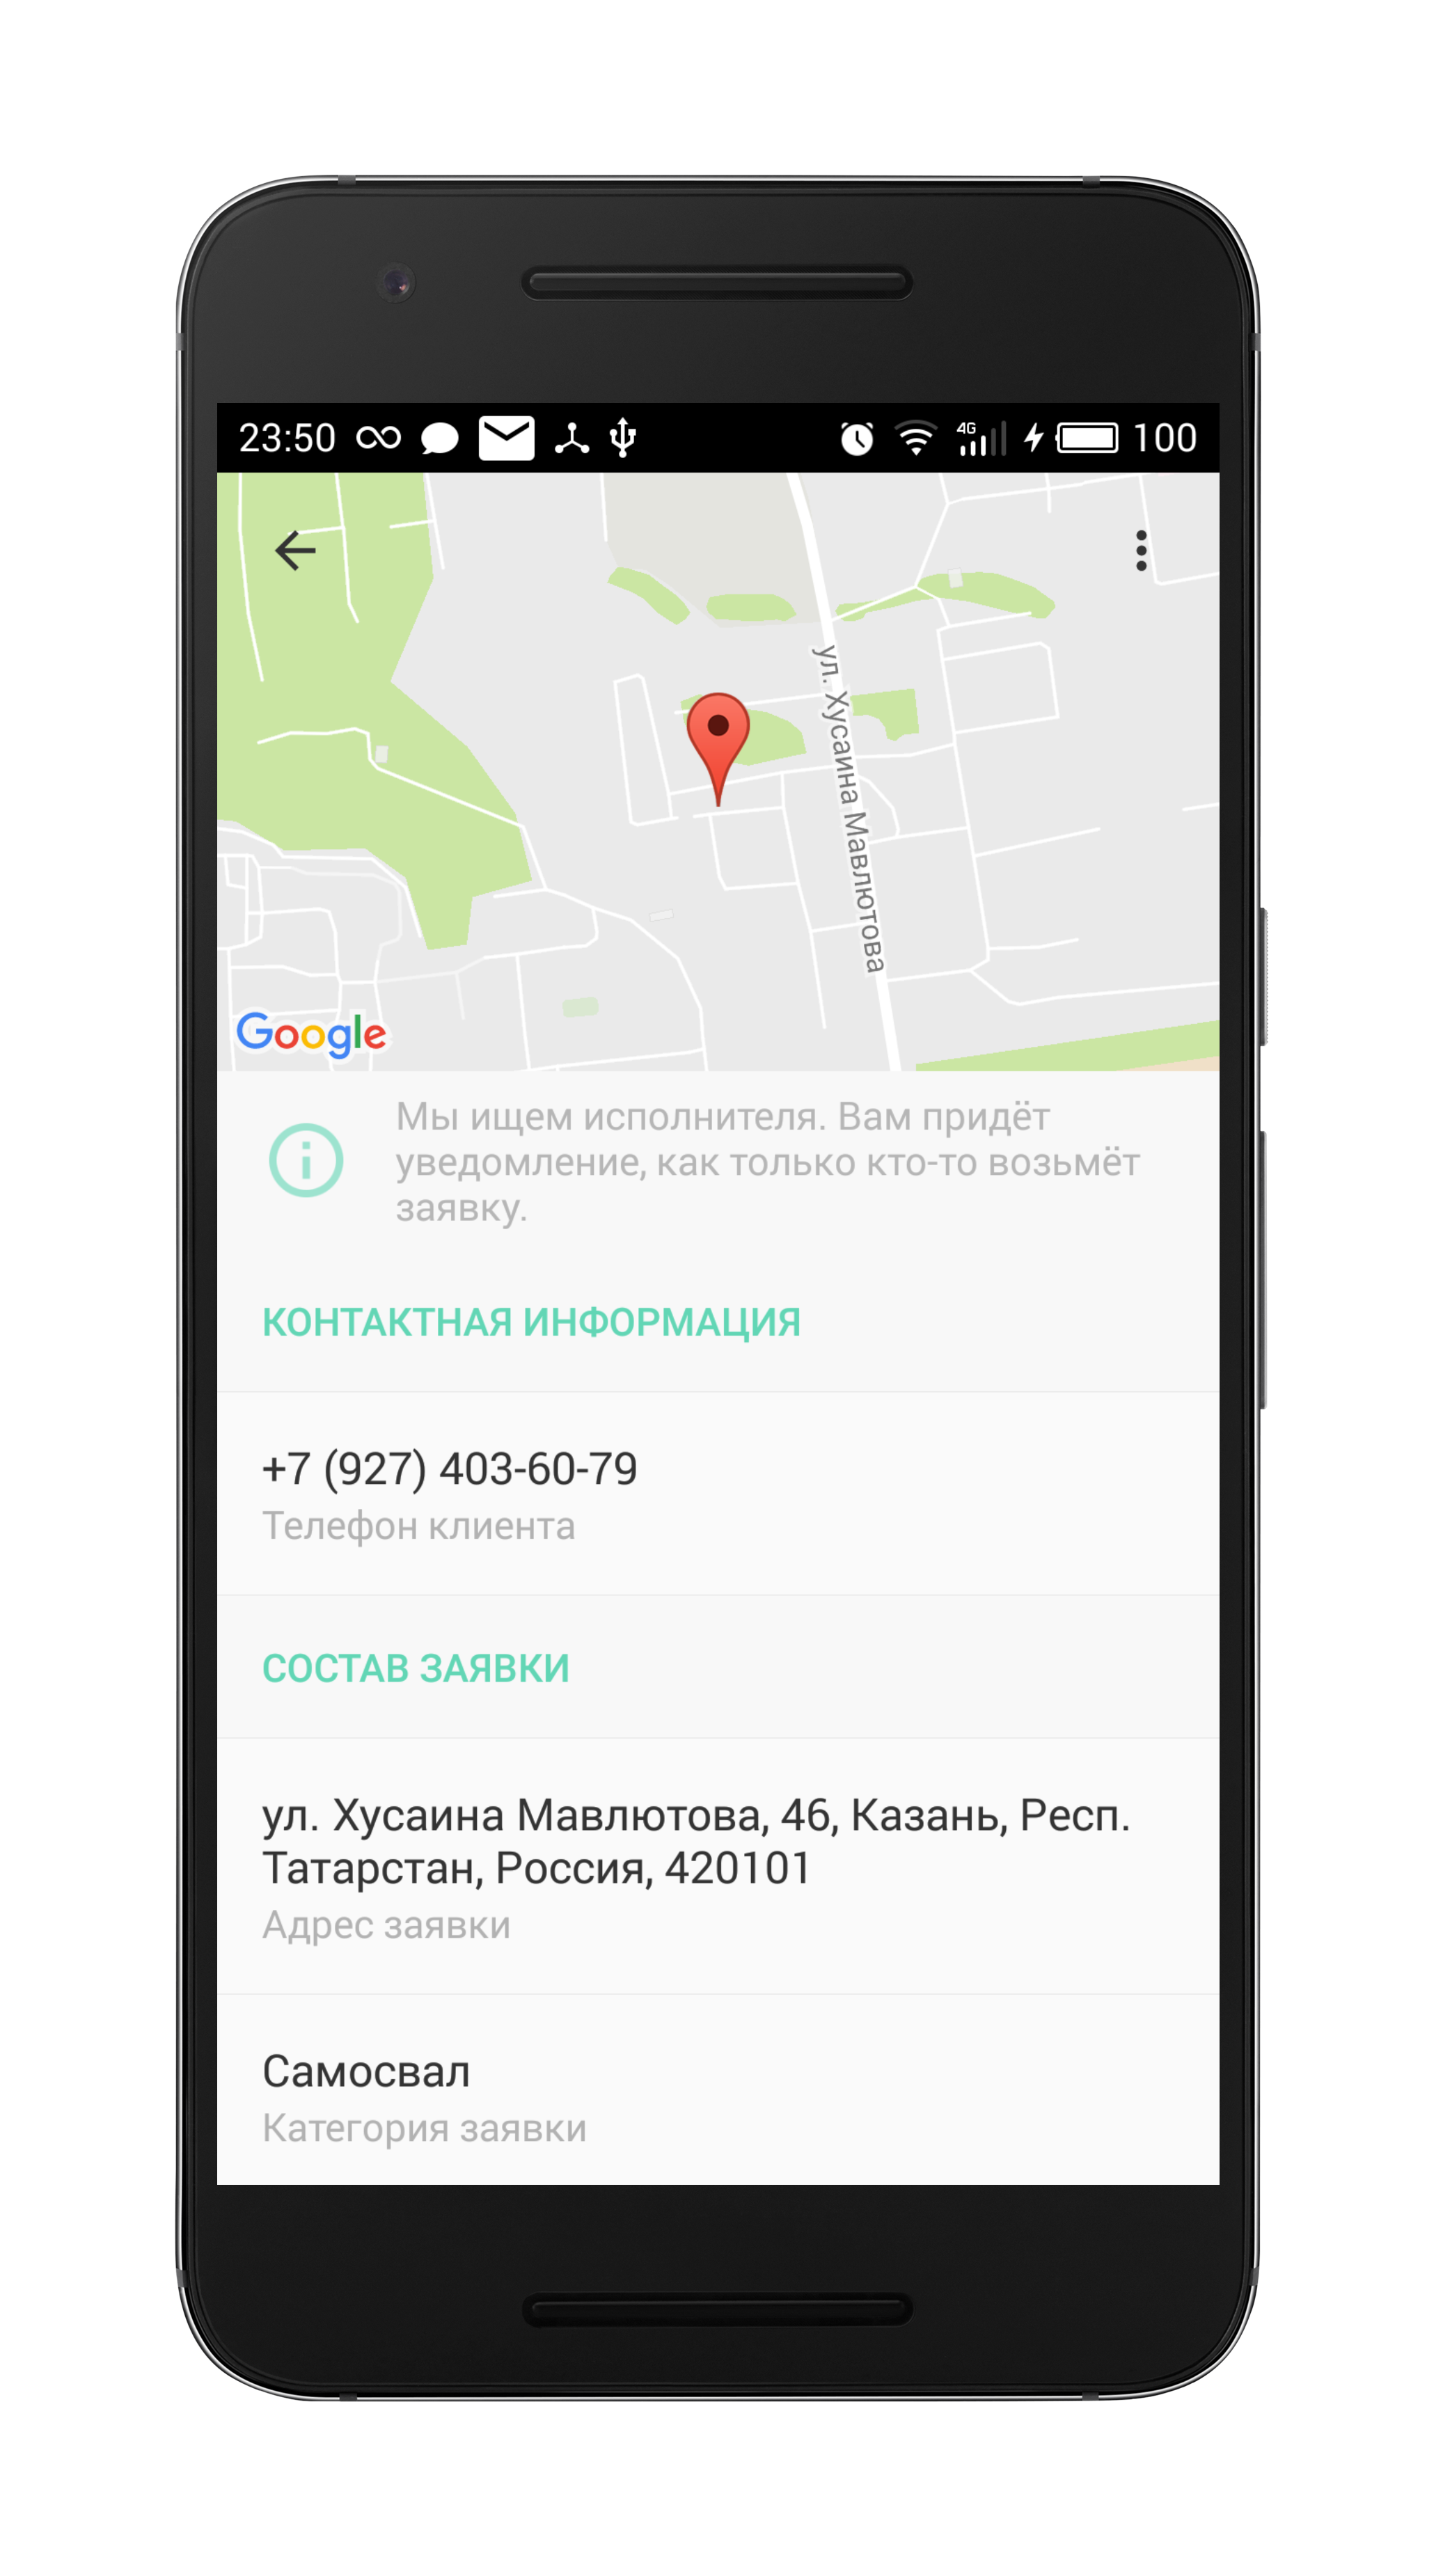 23:50
4G
100
ул. Хусаина Мавлютова
Google
Мы ищем исполнителя. Вам придёт
уведомление, как только кто-то возьмёт
заявку.
КОНТАКТНАЯ ИНФОРМАЦИЯ
+7 (927) 403-60-79
Телефон клиента
СОСТАВ ЗАЯВКИ
ул. Хусаина Мавлютова, 46, Казань, Респ.
Татарстан, Россия, 420101
Адрес заявки
Самосвал
Категория заявки